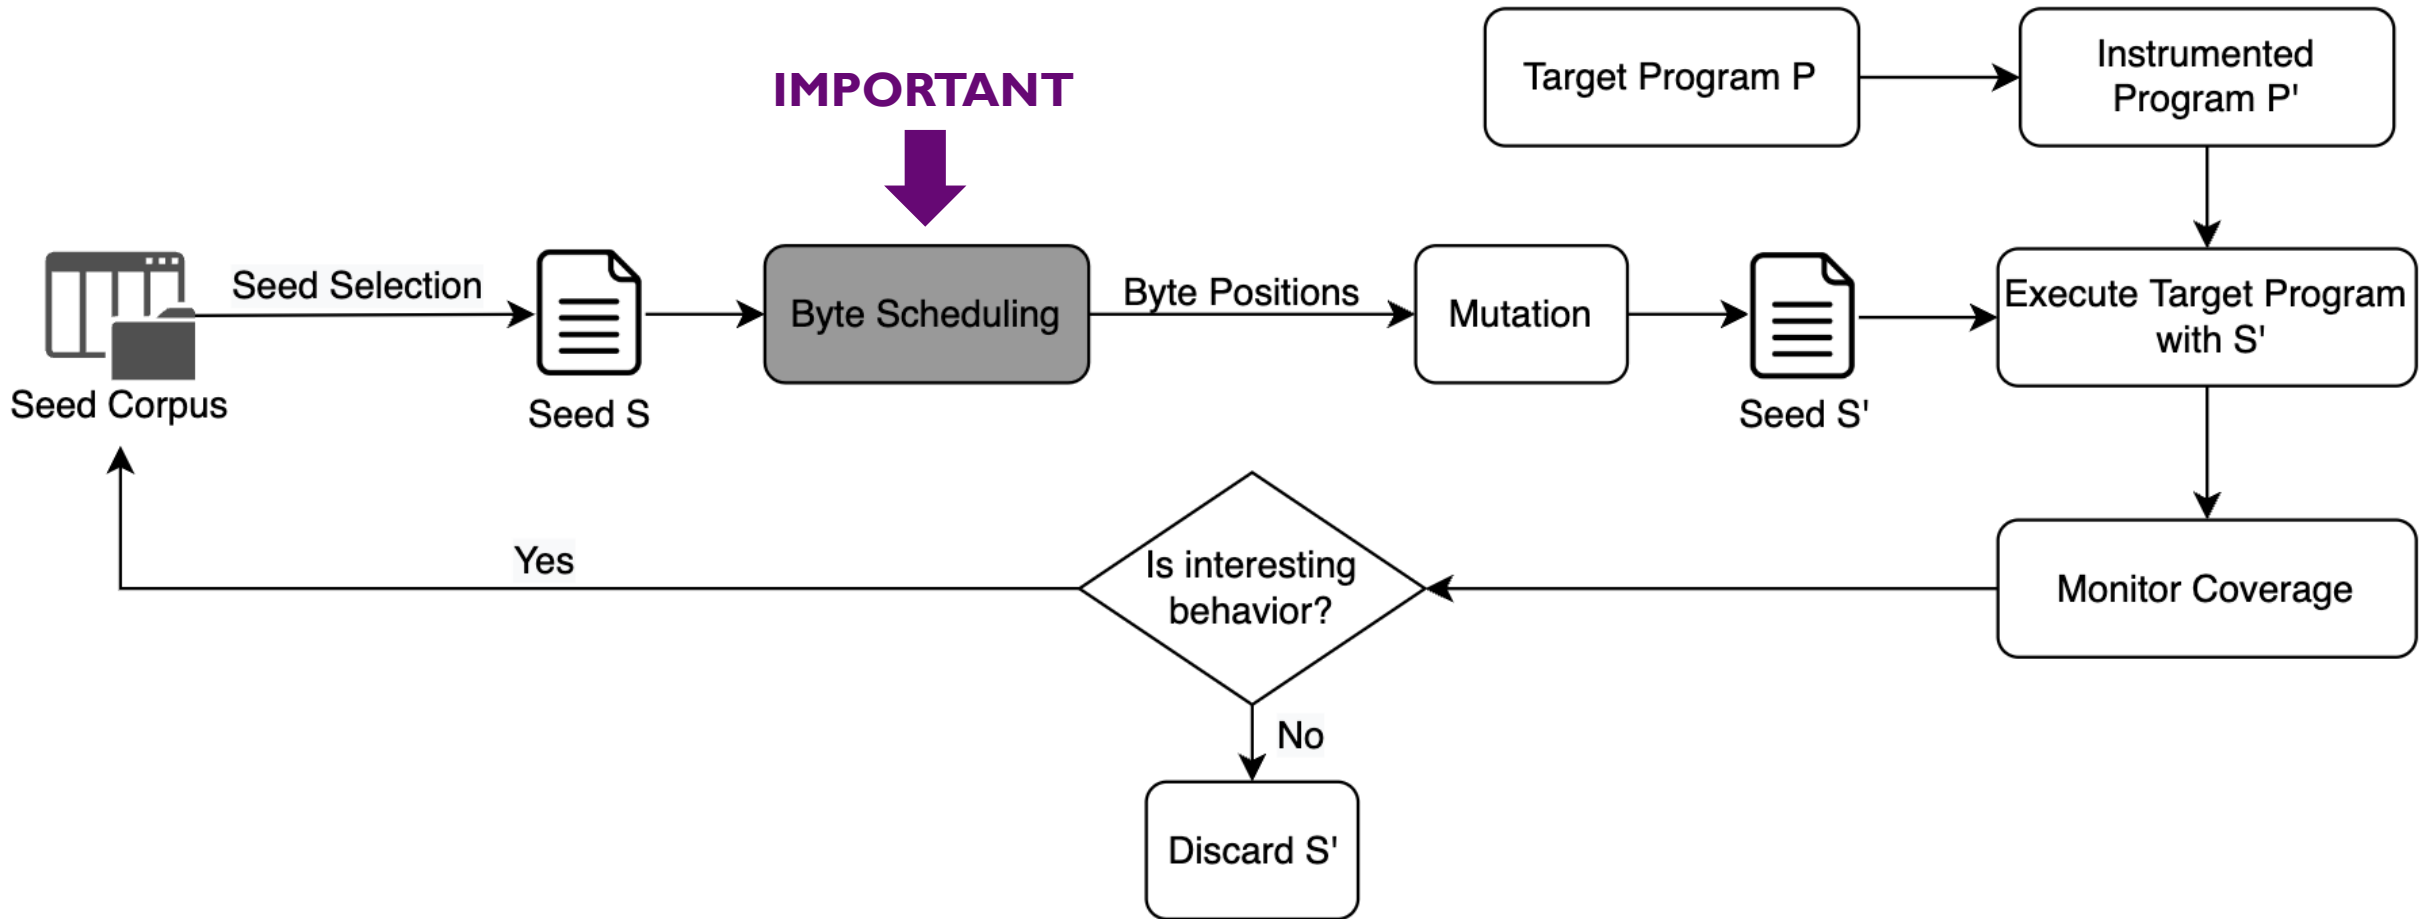 Target Program P
Instrumented
Program P'
IMPORTANT
Seed Selection
Byte Scheduling
Byte Positions
Mutation
Execute Target Program
with S'
Seed Corpus
Seed S
Seed S'
Yes
Is interesting
behavior?
Monitor Coverage
No
Discard S'